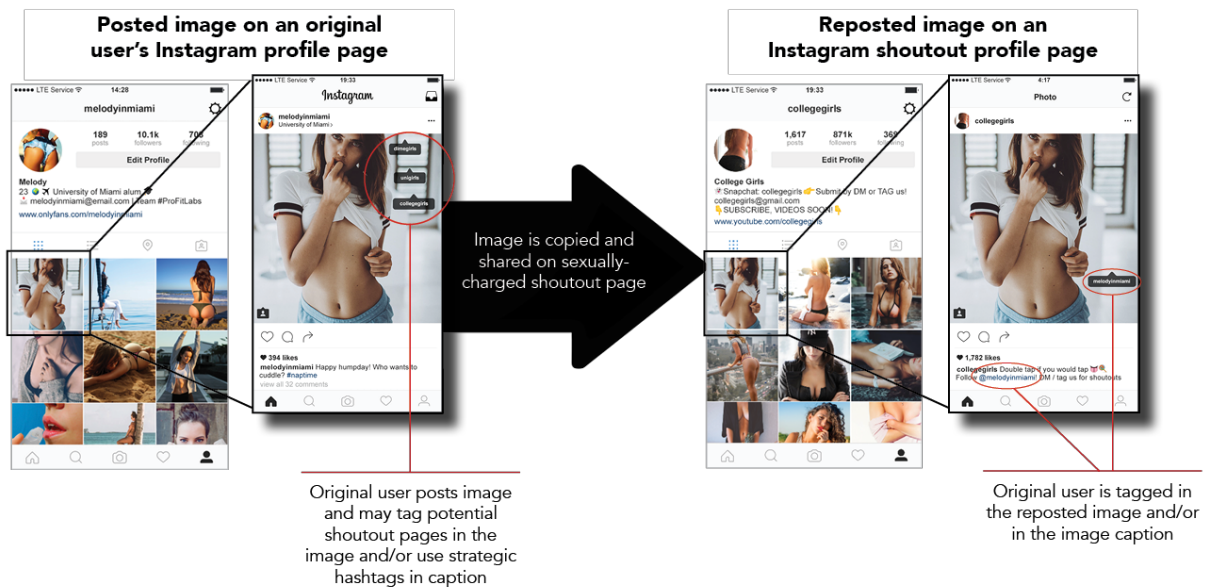 Posted image on an original
user's Instagram profile page
●●●●● LTE Service 14:28
melodyinmiami
189 10.1k 705
posts followers following
Edit Profile
Melody
23 University of Miami alum
melodyinmiami@email.com | Team #ProFitLabs
www.onlyfans.com/melodyinmiami
●●●●● LTE Service 19:33
Instagram
melodyinmiami
University of Miami ›
dimegirls
unigirls
collegegirls
394 likes
melodyinmiami Happy humpday! Who wants to
cuddle? #naptime
view all 32 comments
Original user posts image
and may tag potential
shoutout pages in the
image and/or use strategic
hashtags in caption
Image is copied and
shared on sexually-
charged shoutout page
Reposted image on an
Instagram shoutout profile page
●●●●● LTE Service 19:33
collegegirls
1,617 871k 369
posts followers following
Edit Profile
College Girls
Snapchat: collegegirls Submit by DM or TAG us!
collegegirls@gmail.com
SUBSCRIBE, VIDEOS SOON!
www.youtube.com/collegegirls
●●●●● LTE Service 4:17
Photo
collegegirls
melodyinmiami
1,782 likes
collegegirls Double tap if you would tap
Follow @melodyinmiami! DM / tag us for shoutouts
Original user is tagged in
the reposted image and/or
in the image caption